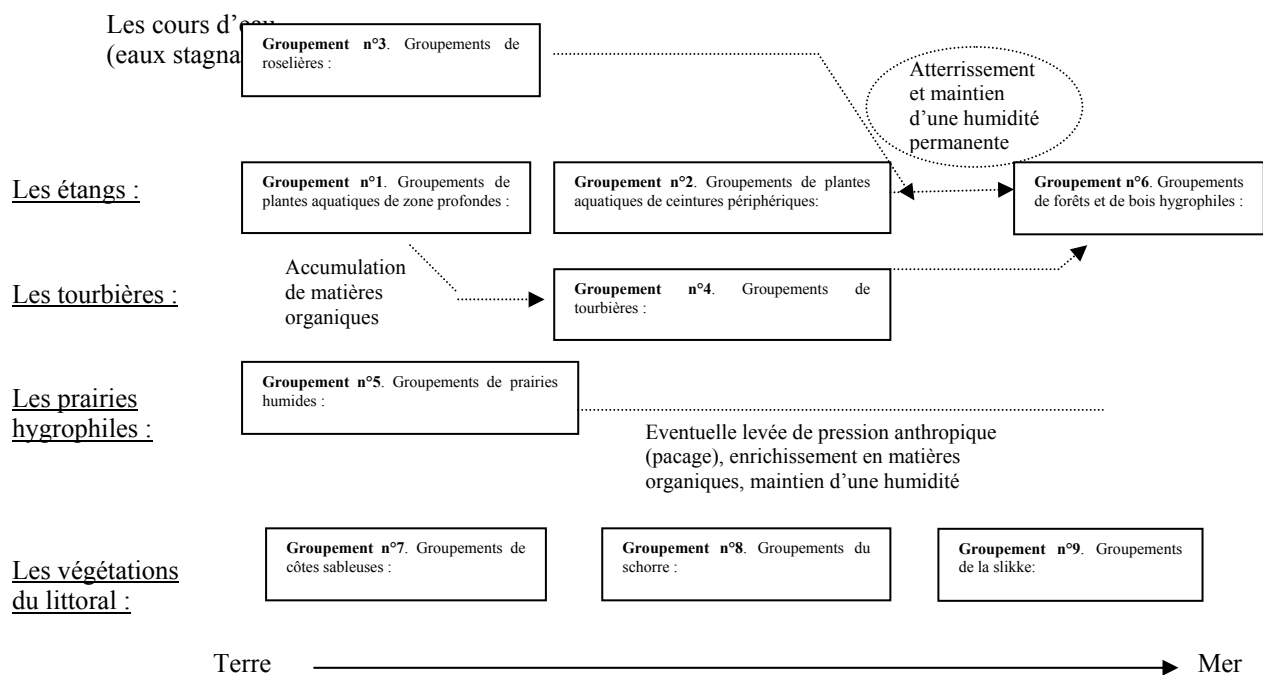 Les cours d'eau
(eaux stagna
Groupement n°3. Groupements de
roselières :
Atterrissement
et maintien
d'une humidité
permanente
Les étangs :
Groupement n°1. Groupements de
plantes aquatiques de zone profondes :
Groupement n°2. Groupements de plantes
aquatiques de ceintures périphériques:
Groupement n°6. Groupements
de forêts et de bois hygrophiles :
Accumulation
de matières
organiques
Les tourbières :
Groupement n°4. Groupements de
tourbières :
Les prairies
hygrophiles :
Groupement n°5. Groupements de prairies
humides :
Eventuelle levée de pression anthropique
(pacage), enrichissement en matières
organiques, maintien d'une humidité
Les végétations
du littoral :
Groupement n°7. Groupements de
côtes sableuses :
Groupement n°8. Groupements du
schorre :
Groupement n°9. Groupements
de la slikke:
Terre
Mer